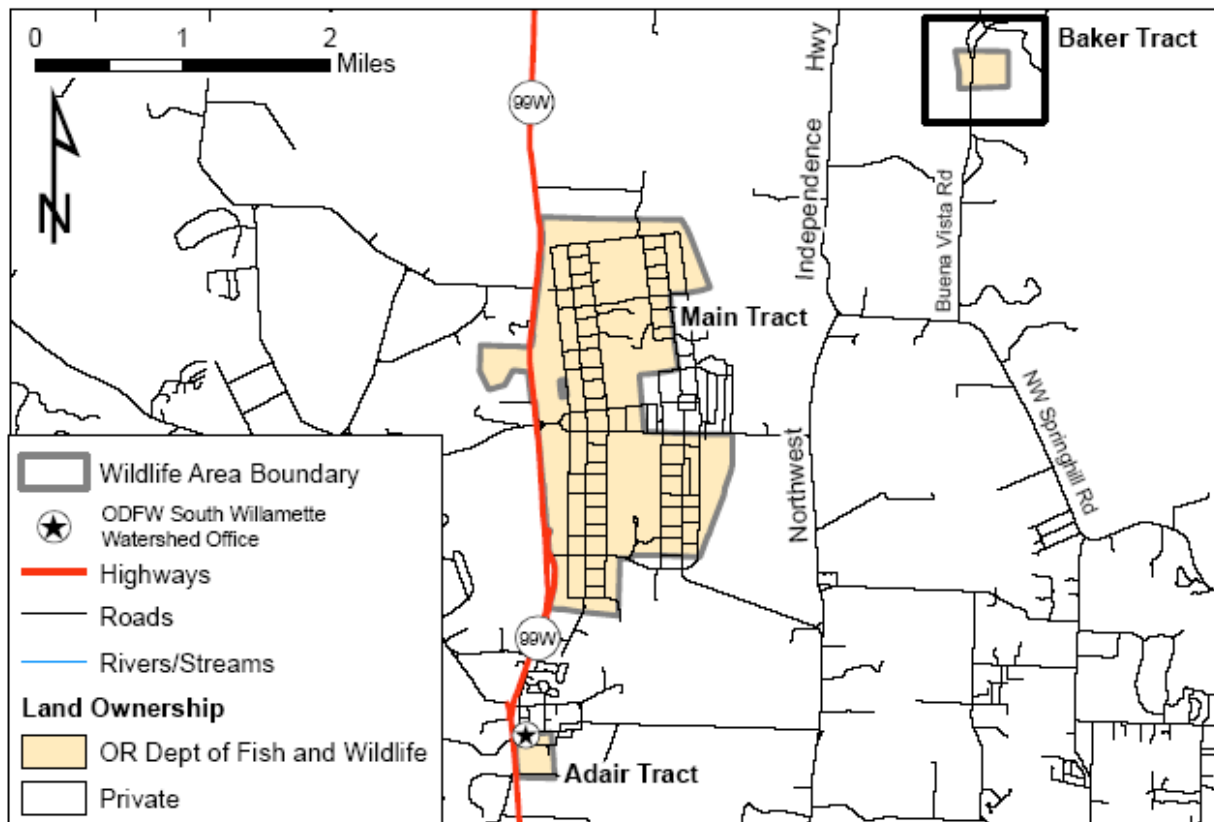 0 1 2
Miles
99W
Baker Tract
Independence Hwy
Buena Vista Rd
N
Main Tract
NW Springhill Rd
Northwest
Wildlife Area Boundary
ODFW South Willamette
Watershed Office
Highways
Roads
Rivers/Streams
Land Ownership
OR Dept of Fish and Wildlife
Private
99W
Adair Tract